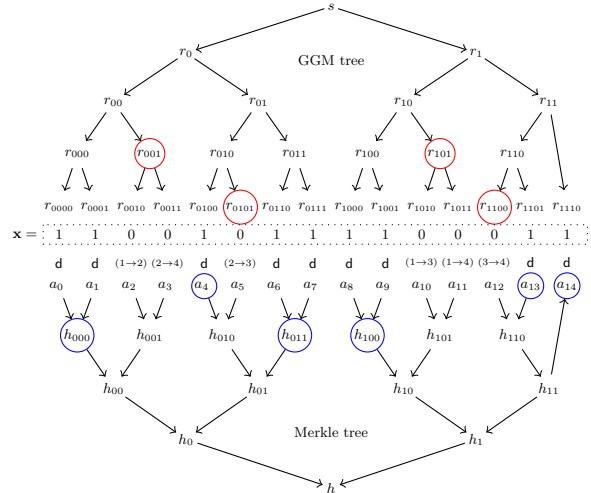 s
r₀ r₁
GGM tree
r₀₀ r₀₁ r₁₀ r₁₁
r₀₀₀ r₀₀₁ r₀₁₀ r₀₁₁ r₁₀₀ r₁₀₁ r₁₁₀
r₀₀₀₀ r₀₀₀₁ r₀₀₁₀ r₀₀₁₁ r₀₁₀₀ r₀₁₀₁ r₀₁₁₀ r₀₁₁₁ r₁₀₀₀ r₁₀₀₁ r₁₀₁₀ r₁₀₁₁ r₁₁₀₀ r₁₁₀₁ r₁₁₁₀
x = 1 1 0 0 1 0 1 1 1 1 0 0 0 1 1
d d (1→2) (2→4) d (2→3) d d d d (1→3) (1→4) (3→4) d d
a₀ a₁ a₂ a₃ a₄ a₅ a₆ a₇ a₈ a₉ a₁₀ a₁₁ a₁₂ a₁₃ a₁₄
h₀₀₀ h₀₀₁ h₀₁₀ h₀₁₁ h₁₀₀ h₁₀₁ h₁₁₀
h₀₀ h₀₁ h₁₀ h₁₁
Merkle tree
h₀ h₁
h